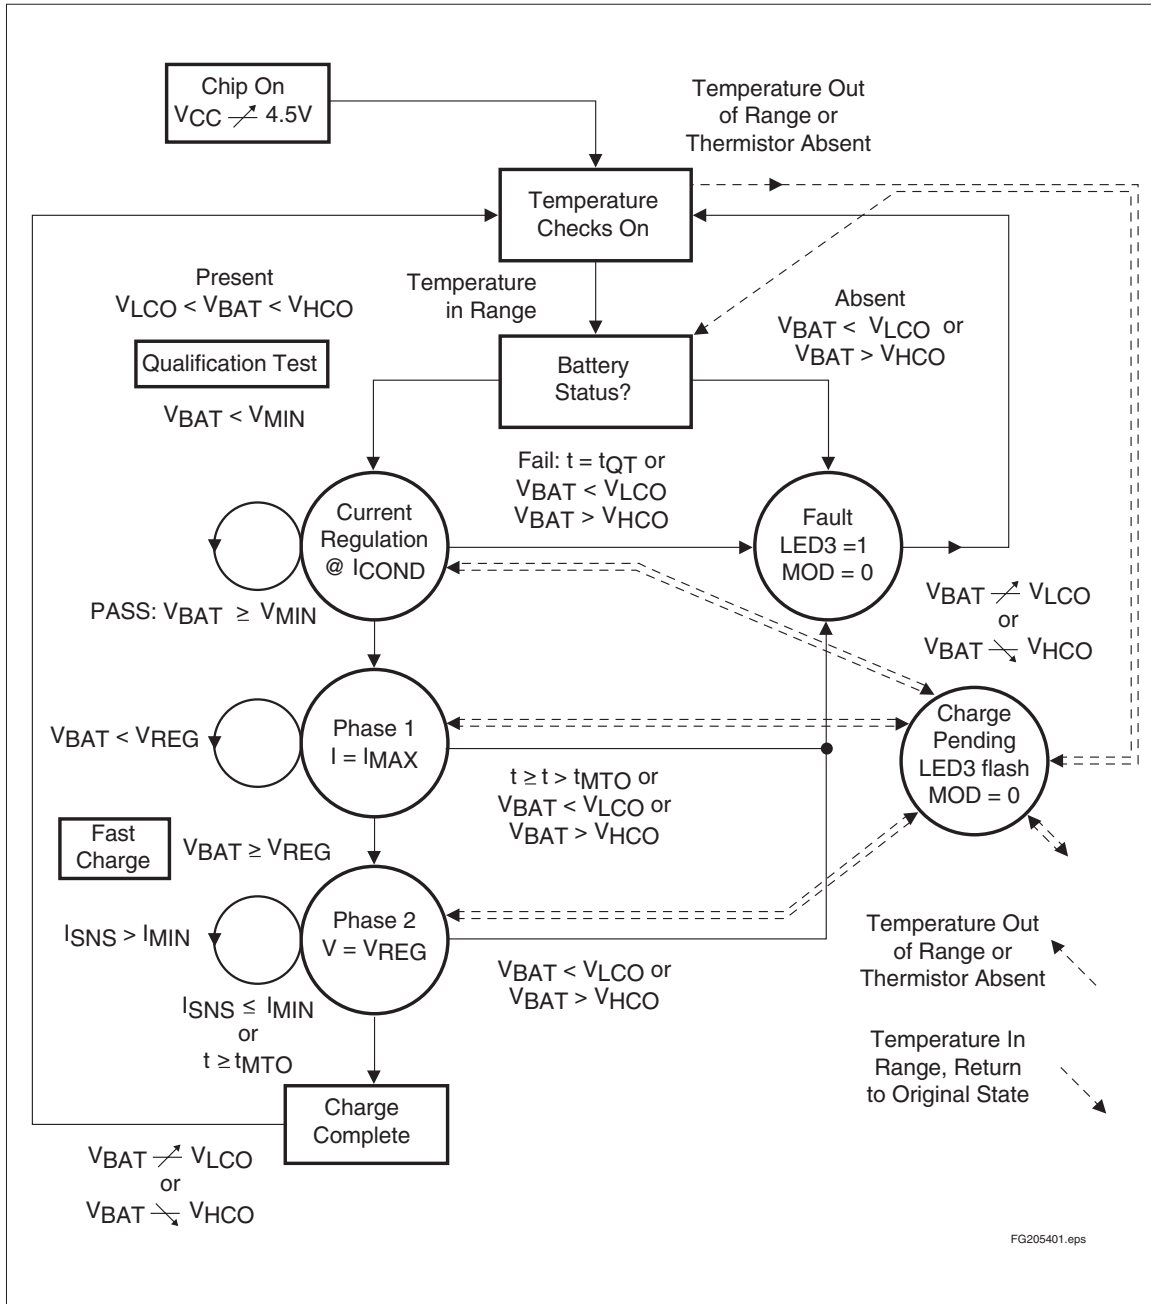 Chip On
VCC 4.5V
Temperature Out
of Range or
Thermistor Absent
Temperature
Checks On
Present
VLCO < VBAT < VHCO
Temperature
in Range
Absent
VBAT < VLCO or
VBAT > VHCO
Qualification Test
Battery
Status?
VBAT < VMIN
Fail: t = tQT or
VBAT < VLCO
VBAT > VHCO
Current
Regulation
@ ICOND
Fault
LED3 =1
MOD = 0
PASS: VBAT ≥ VMIN
VBAT VLCO
or
VBAT VHCO
VBAT < VREG
Phase 1
I = IMAX
Charge
Pending
LED3 flash
MOD = 0
t ≥ t > tMTO or
VBAT < VLCO or
VBAT > VHCO
Fast
Charge
VBAT ≥ VREG
ISNS > IMIN
Phase 2
V = VREG
VBAT < VLCO or
VBAT > VHCO
Temperature Out
of Range or
Thermistor Absent
ISNS ≤ IMIN
or
t ≥ tMTO
Temperature In
Range, Return
to Original State
Charge
Complete
VBAT VLCO
or
VBAT VHCO
FG205401.eps